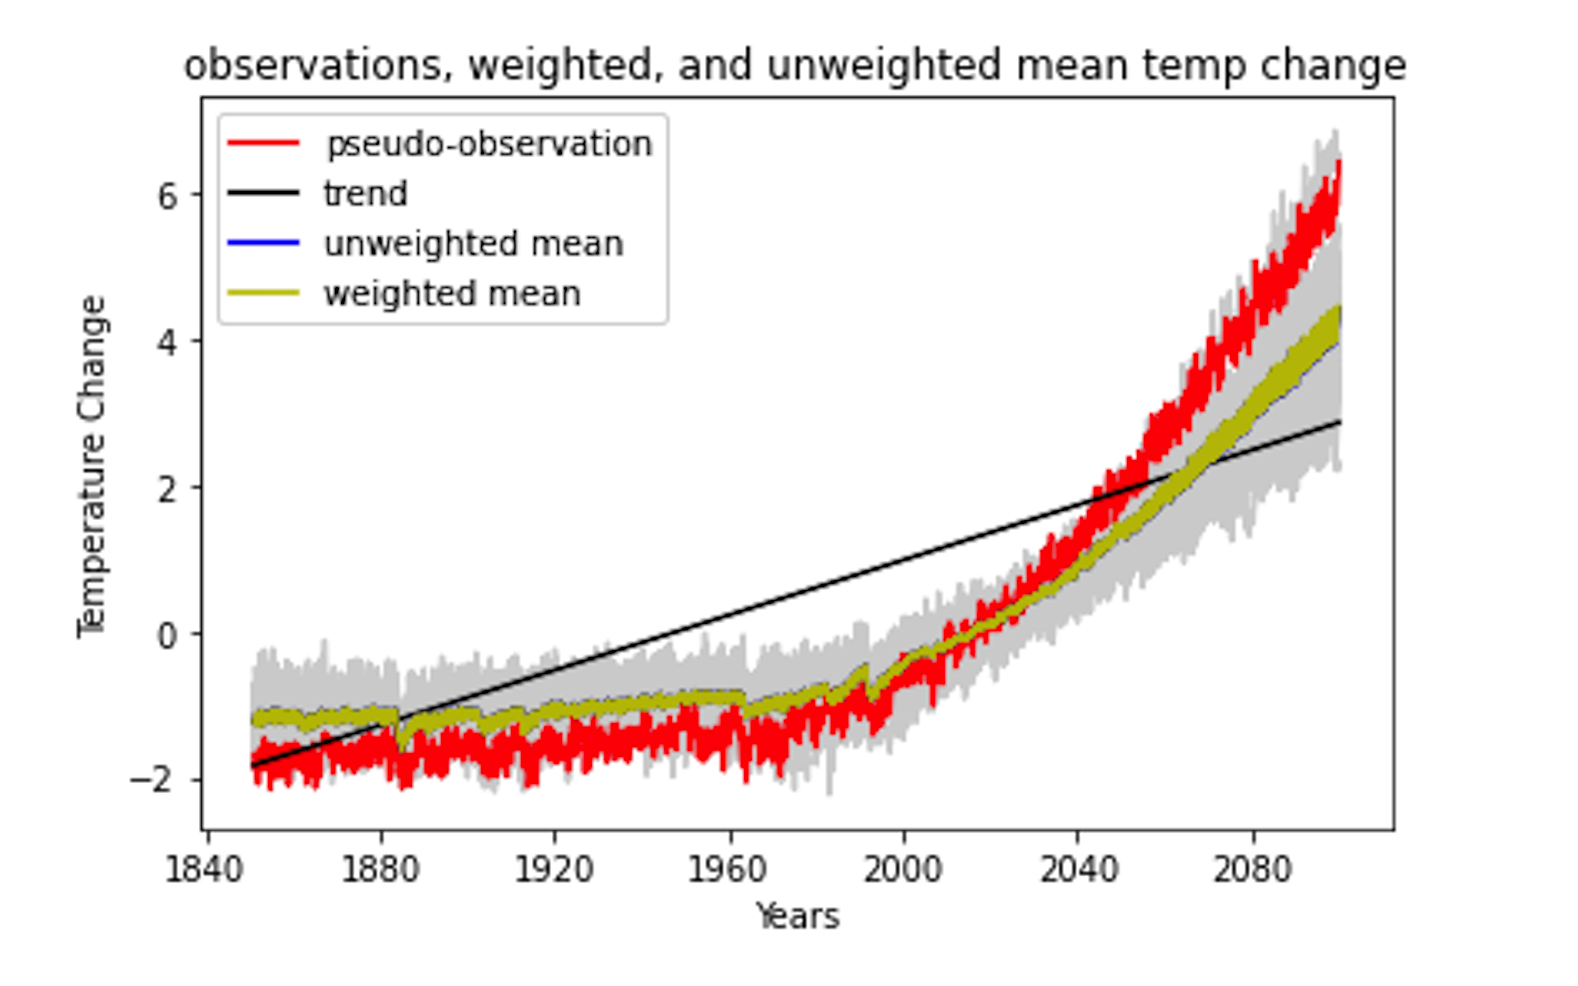 observations, weighted, and unweighted mean temp change
pseudo-observation
trend
unweighted mean
weighted mean
6
4
2
0
−2
Temperature Change
1840 1880 1920 1960 2000 2040 2080
Years